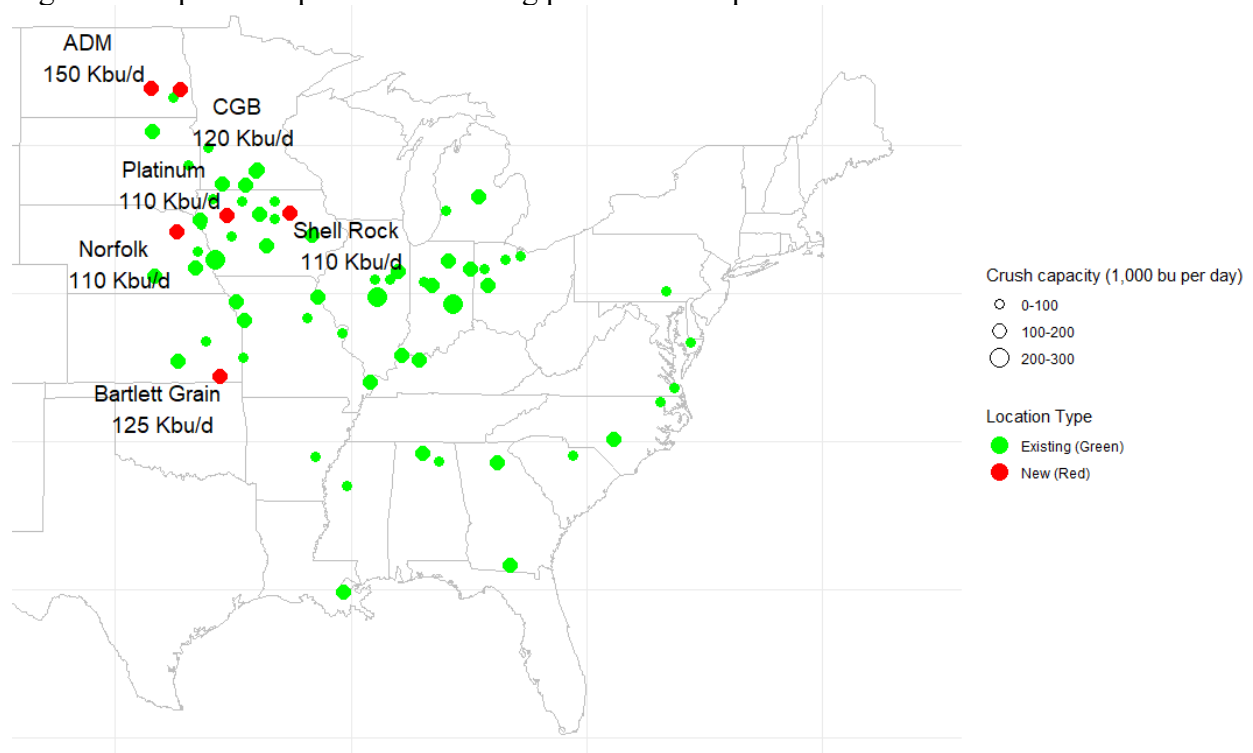 ADM
150 Kbu/d
CGB
120 Kbu/d
Platinum
110 Kbu/d
Shell Rock
110 Kbu/d
Norfolk
110 Kbu/d
Bartlett Grain
125 Kbu/d
Crush capacity (1,000 bu per day)
0-100
100-200
200-300
Location Type
Existing (Green)
New (Red)